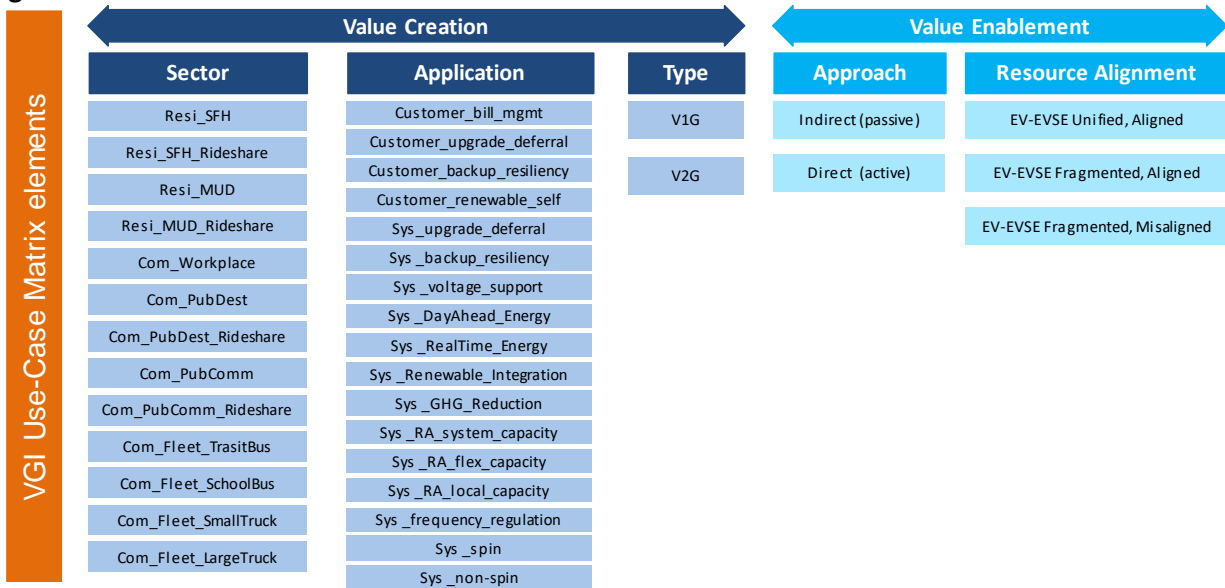 VGI Use-Case Matrix elements
Value Creation
Value Enablement
Sector
Resi_SFH
Resi_SFH_Rideshare
Resi_MUD
Resi_MUD_Rideshare
Com_Workplace
Com_PubDest
Com_PubDest_Rideshare
Com_PubComm
Com_PubComm_Rideshare
Com_Fleet_TrasitBus
Com_Fleet_SchoolBus
Com_Fleet_SmallTruck
Com_Fleet_LargeTruck
Application
Customer_bill_mgmt
Customer_upgrade_deferral
Customer_backup_resiliency
Customer_renewable_self
Sys_upgrade_deferral
Sys _backup_resiliency
Sys _voltage_support
Sys _DayAhead_Energy
Sys _RealTime_Energy
Sys _Renewable_Integration
Sys _GHG_Reduction
Sys _RA_system_capacity
Sys _RA_flex_capacity
Sys _RA_local_capacity
Sys _frequency_regulation
Sys _spin
Sys _non-spin
Type
V1G
V2G
Approach
Indirect (passive)
Direct (active)
Resource Alignment
EV-EVSE Unified, Aligned
EV-EVSE Fragmented, Aligned
EV-EVSE Fragmented, Misaligned